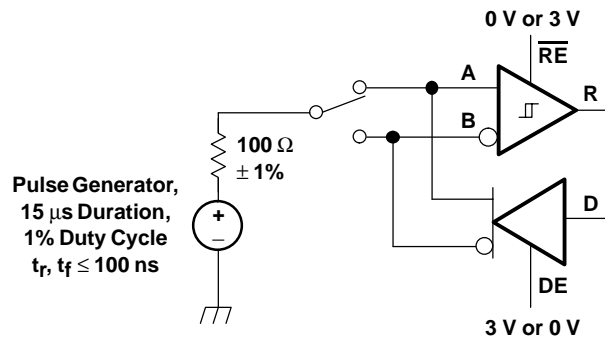 0 V or 3 V
RE
A
R
B
100 Ω
± 1%
Pulse Generator,
15 μs Duration,
1% Duty Cycle
tr, tf ≤ 100 ns
+
–
D
DE
3 V or 0 V